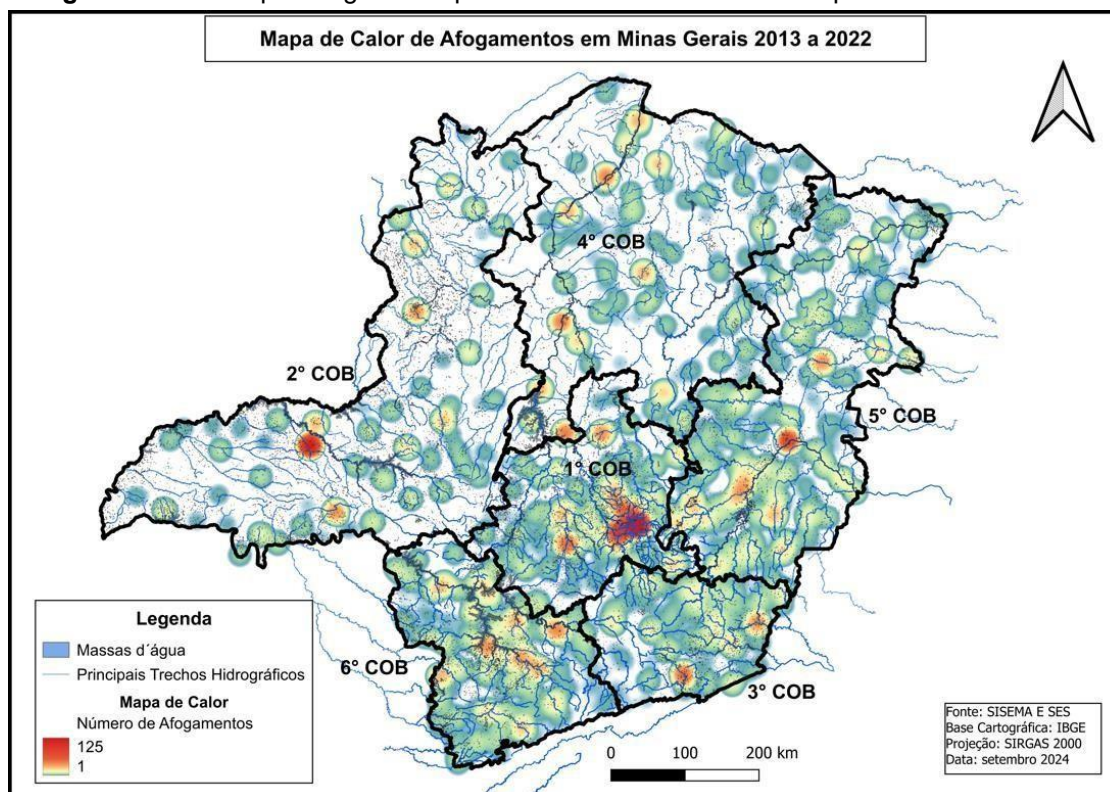 Mapa de Calor de Afogamentos em Minas Gerais 2013 a 2022
4° COB
2° COB
5° COB
1° COB
6° COB
3° COB
Legenda
Massas d´água
Principais Trechos Hidrográficos
Mapa de Calor
Número de Afogamentos
125
1
0 100 200 km
Fonte: SISEMA E SES
Base Cartográfica: IBGE
Projeção: SIRGAS 2000
Data: setembro 2024